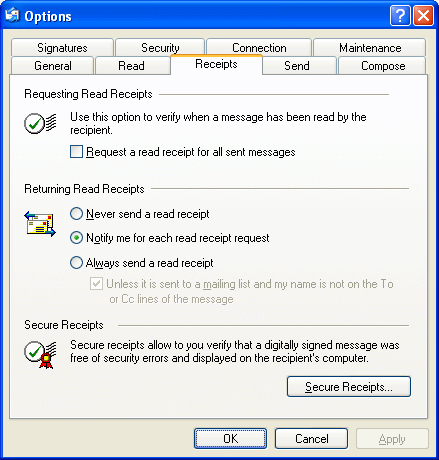 Options
Signatures
Security
Connection
Maintenance
General
Read
Receipts
Send
Compose
Requesting Read Receipts
Use this option to verify when a message has been read by the
recipient.
Request a read receipt for all sent messages
Returning Read Receipts
Never send a read receipt
Notify me for each read receipt request
Always send a read receipt
Unless it is sent to a mailing list and my name is not on the To
or Cc lines of the message
Secure Receipts
Secure receipts allow to you verify that a digitally signed message was
free of security errors and displayed on the recipient's computer.
Secure Receipts...
OK
Cancel
Apply